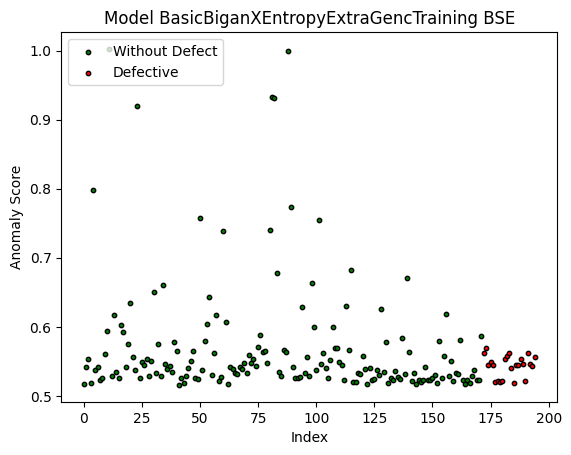 Model BasicBiganXEntropyExtraGencTraining BSE
Without Defect
Defective
Anomaly Score
1.0
0.9
0.8
0.7
0.6
0.5
0 25 50 75 100 125 150 175 200
Index